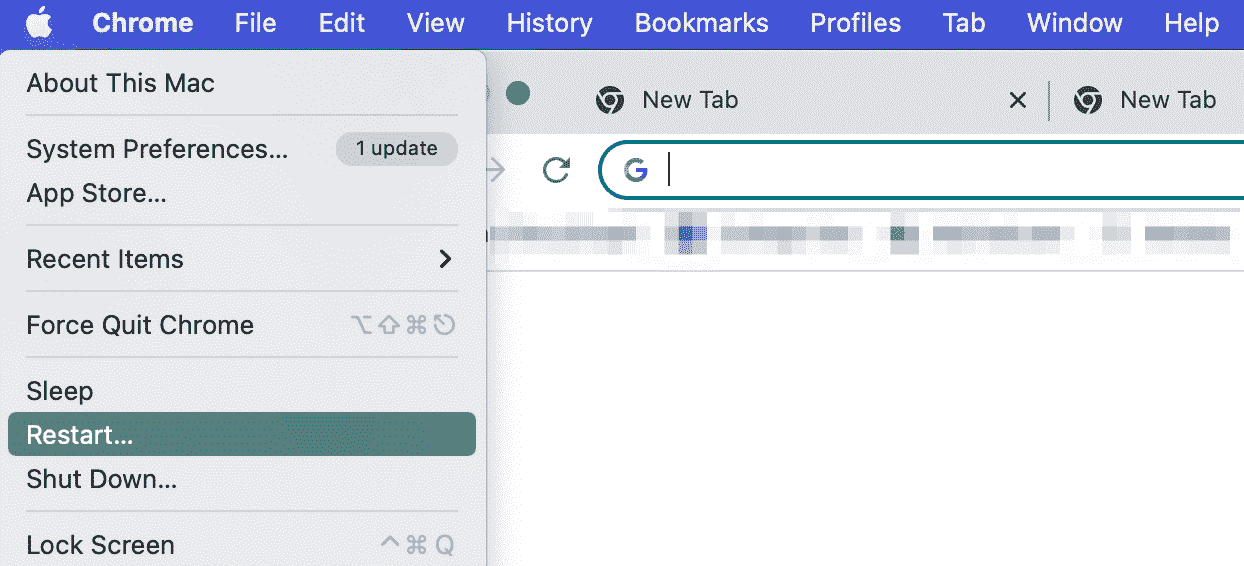 Chrome File Edit View History Bookmarks Profiles Tab Window Help
About This Mac
New Tab
New Tab
System Preferences... 1 update
App Store...
Recent Items
Force Quit Chrome ⌥⇧⌘⎋
Sleep
Restart...
Shut Down...
Lock Screen ^⌘Q